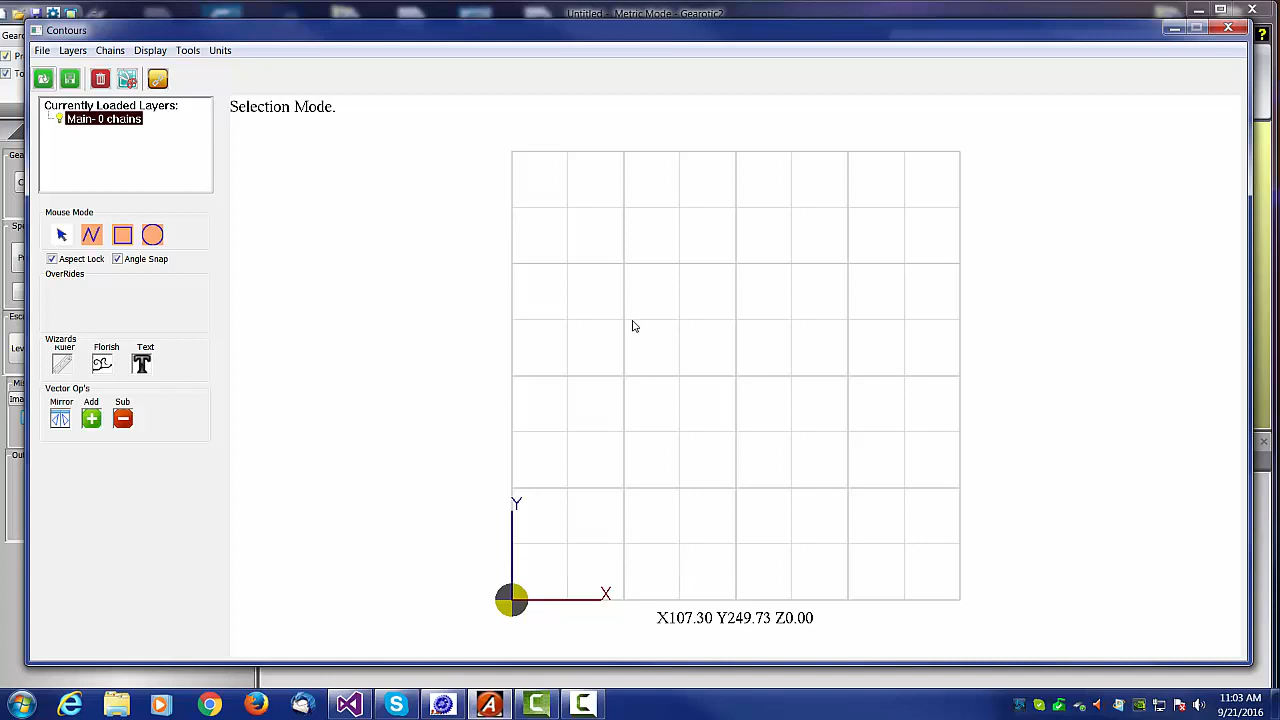 Untitled - Metric Mode - Gearotic
Contours
File Layers Chains Display Tools Units
Currently Loaded Layers:
Main- 0 chains
Selection Mode.
Mouse Mode
Aspect Lock
Angle Snap
OverRides
Wizards
Ruler Florish Text
Vector Op's
Mirror Add Sub
Y
X
X107.30 Y249.73 Z0.00
11:03 AM
9/21/2016